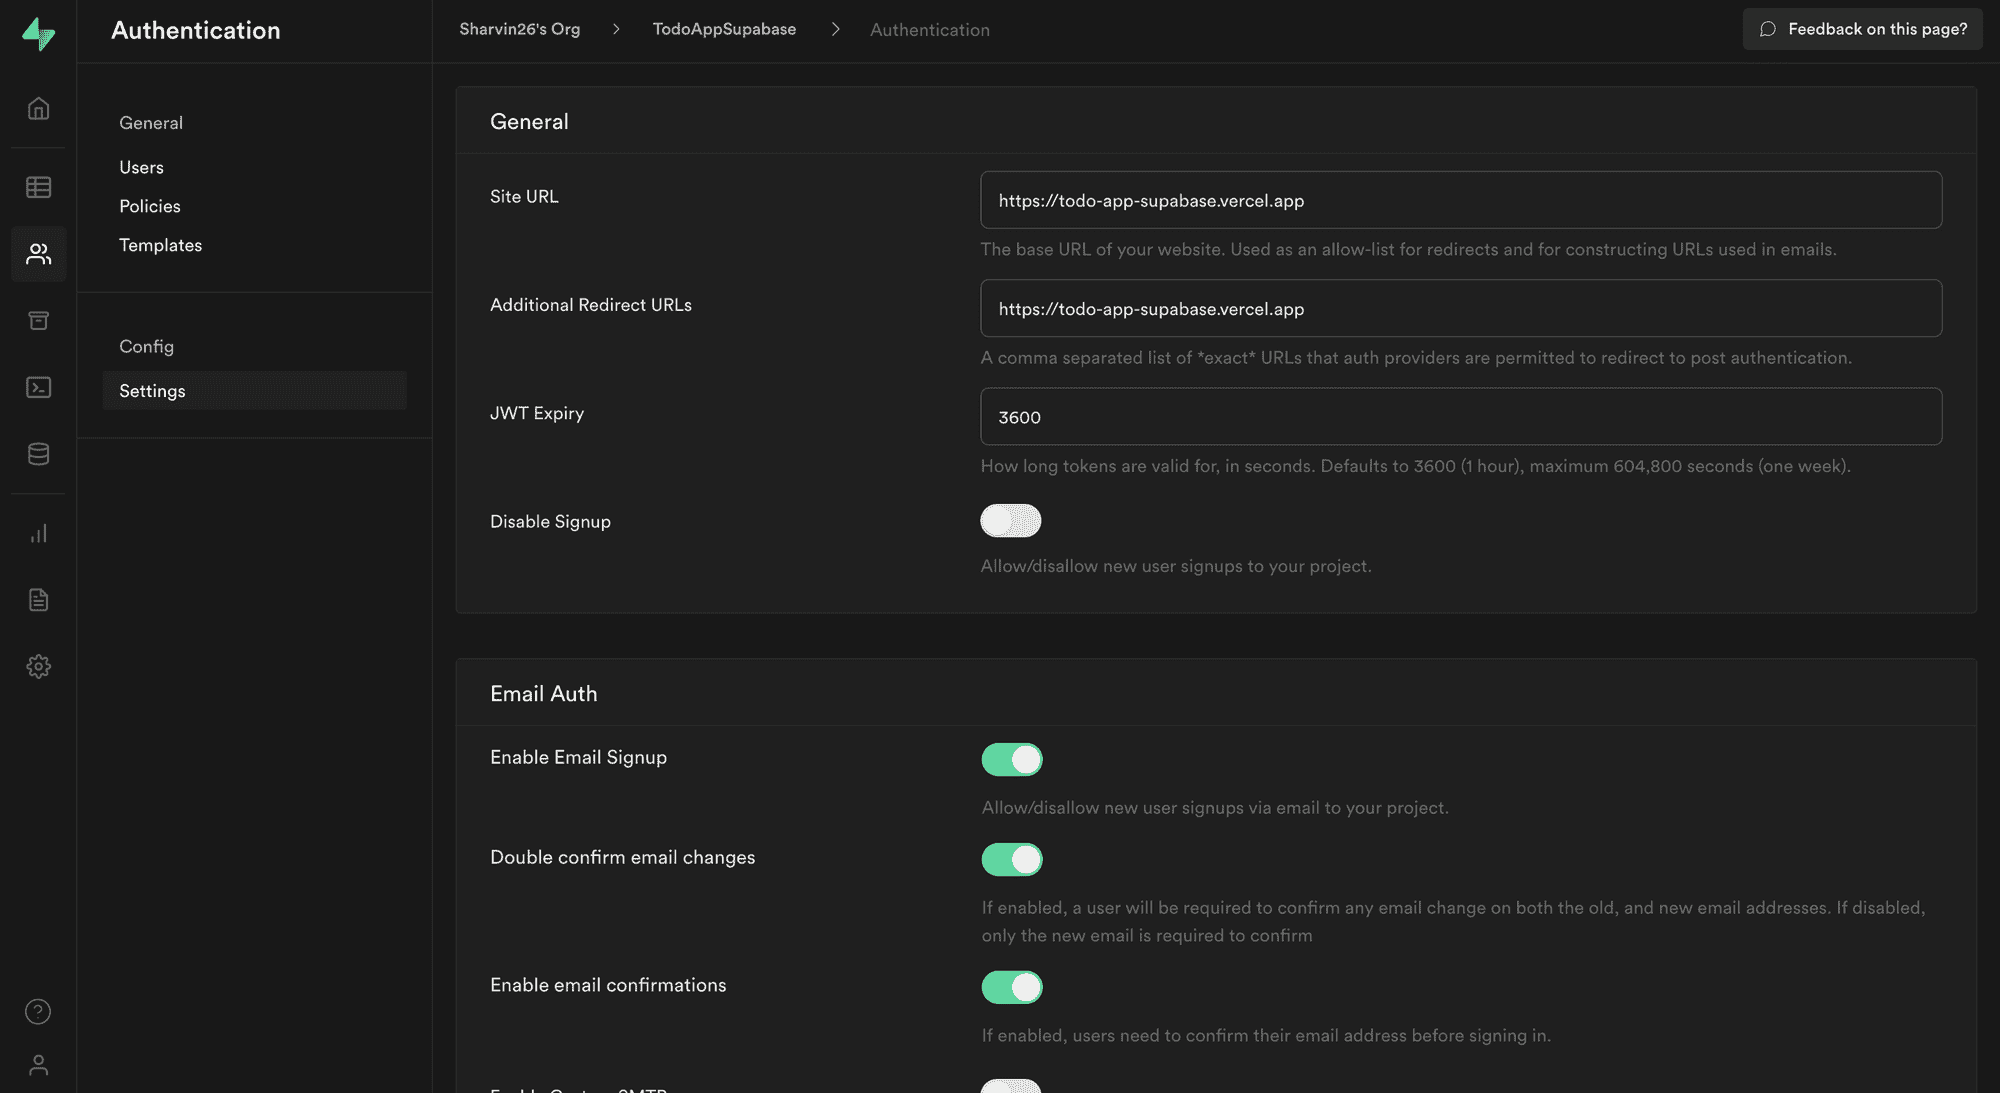 Authentication
Sharvin26's Org > TodoAppSupabase > Authentication
Feedback on this page?
General
Users
Policies
Templates
Config
Settings
General
Site URL
https://todo-app-supabase.vercel.app
The base URL of your website. Used as an allow-list for redirects and for constructing URLs used in emails.
Additional Redirect URLs
https://todo-app-supabase.vercel.app
A comma separated list of *exact* URLs that auth providers are permitted to redirect to post authentication.
JWT Expiry
3600
How long tokens are valid for, in seconds. Defaults to 3600 (1 hour), maximum 604,800 seconds (one week).
Disable Signup
Allow/disallow new user signups to your project.
Email Auth
Enable Email Signup
Allow/disallow new user signups via email to your project.
Double confirm email changes
If enabled, a user will be required to confirm any email change on both the old, and new email addresses. If disabled,
only the new email is required to confirm
Enable email confirmations
If enabled, users need to confirm their email address before signing in.